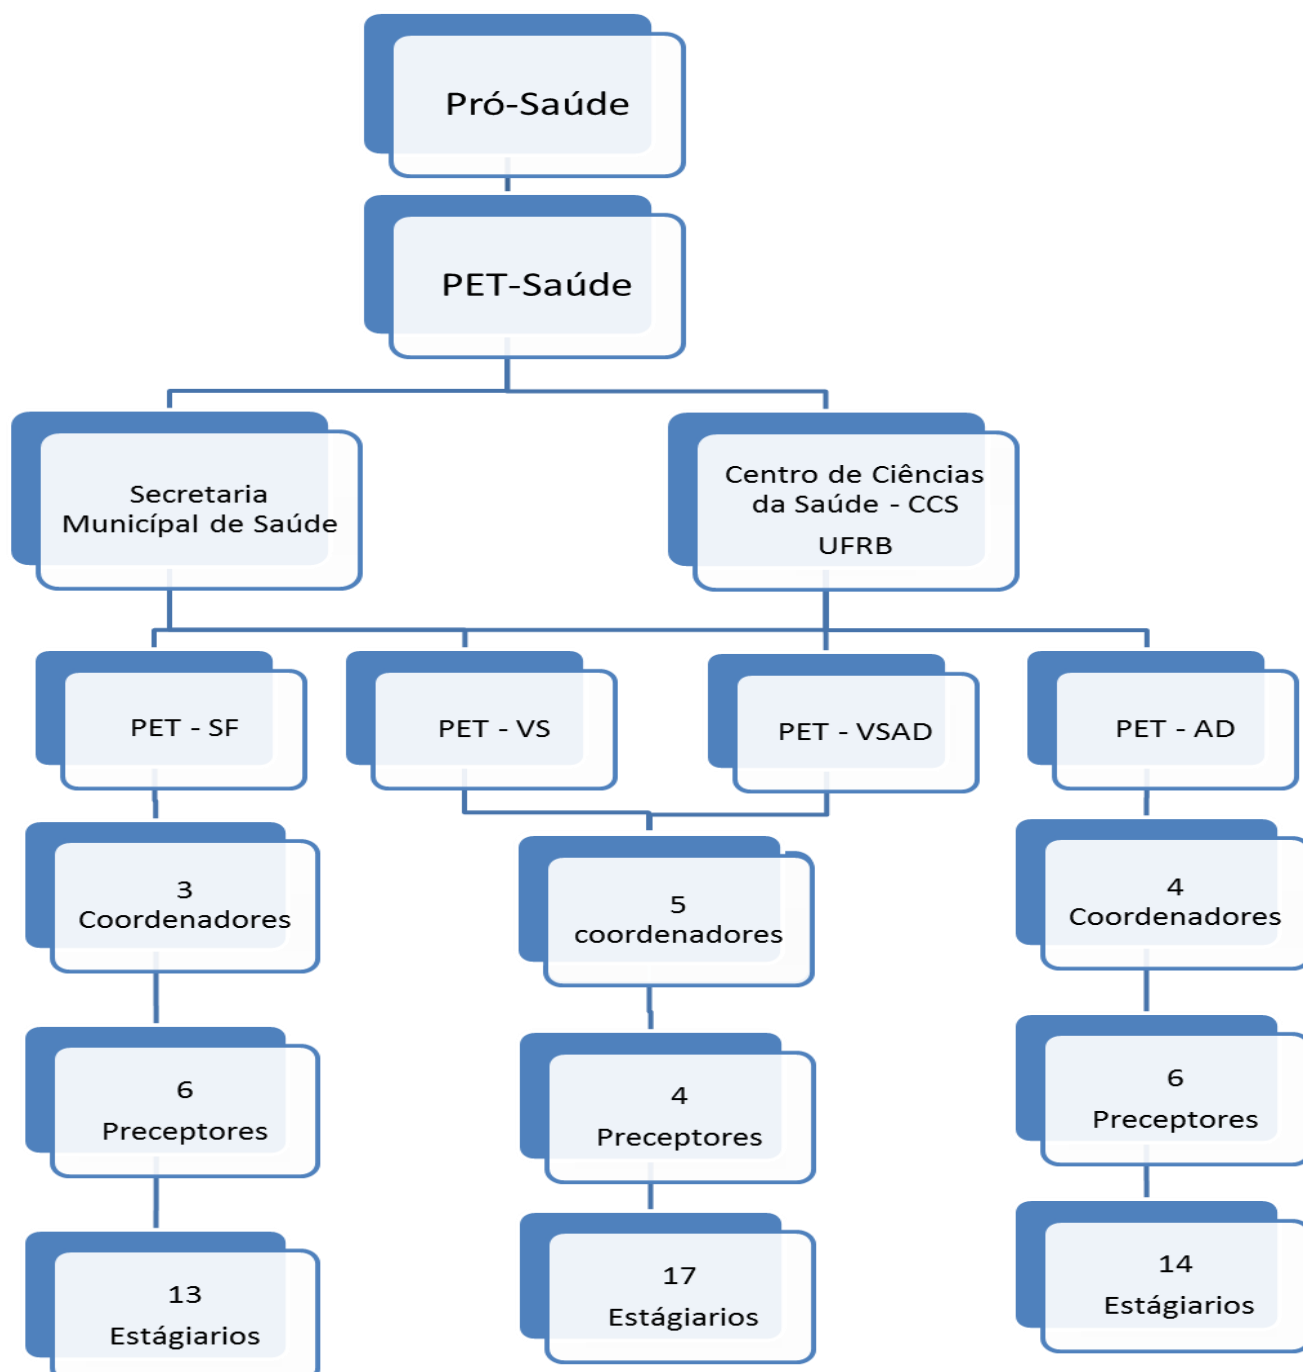 Pró-Saúde
PET-Saúde
Secretaria
Municípal de Saúde
Centro de Ciências
da Saúde - CCS
UFRB
PET - SF
PET - VS
PET - VSAD
PET - AD
3
Coordenadores
5
coordenadores
4
Coordenadores
6
Preceptores
4
Preceptores
6
Preceptores
13
Estágiarios
17
Estágiarios
14
Estágiarios